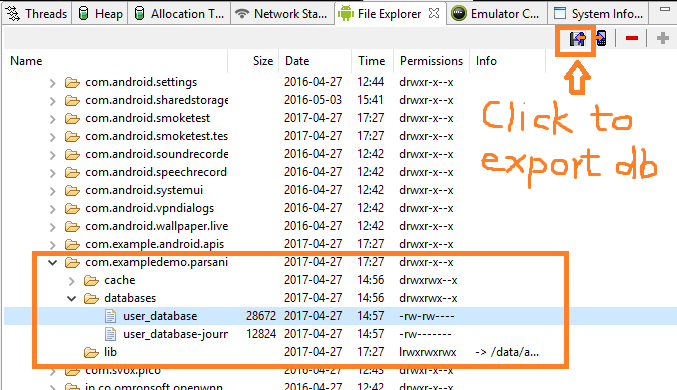 Threads Heap Allocation T... Network Sta... File Explorer Emulator C... System Info...
Name Size Date Time Permissions Info
com.android.settings 2016-04-27 12:44 drwxr-x--x
com.android.sharedstorage 2016-05-03 15:41 drwxr-x--x
com.android.smoketest 2017-04-27 17:27 drwxr-x--x
com.android.smoketest.tes 2017-04-27 17:27 drwxr-x--x
com.android.soundrecorde 2016-04-27 12:42 drwxr-x--x
com.android.speechrecord 2016-04-27 12:42 drwxr-x--x
com.android.systemui 2016-04-27 12:42 drwxr-x--x
com.android.vpndialogs 2016-04-27 12:42 drwxr-x--x
com.android.wallpaper.live 2016-04-27 12:42 drwxr-x--x
com.example.android.apis 2017-04-27 17:27 drwxr-x--x
com.exampledemo.parsani 2017-04-27 17:27 drwxr-x--x
cache 2017-04-27 14:56 drwxrwx--x
databases 2017-04-27 14:56 drwxrwx--x
user_database 28672 2017-04-27 14:57 -rw-rw----
user_database-journ 12824 2017-04-27 14:57 -rw-------
lib 2017-04-27 17:27 lrwxrwxrwx -> /data/a...
com.svox.pico 2016-04-27 12:43 drwxr-x--x
jp.co.omronsoft.openwnn 2016-04-27 12:42 drwxr-x--x
Click to
export db